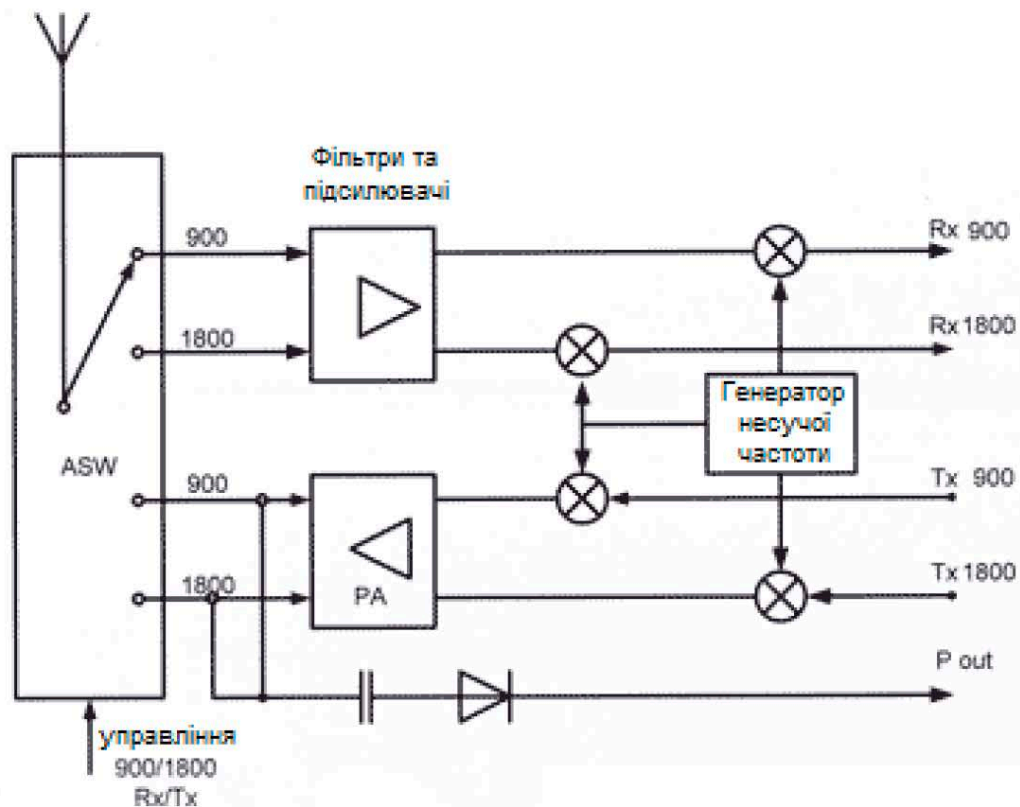 Фільтри та
підсилювачі
900
Rx 900
1800
Rx 1800
Генератор
несучої
частоти
ASW
900
Tx 900
1800
PA
Tx 1800
P out
управління
900/1800
Rx/Tx